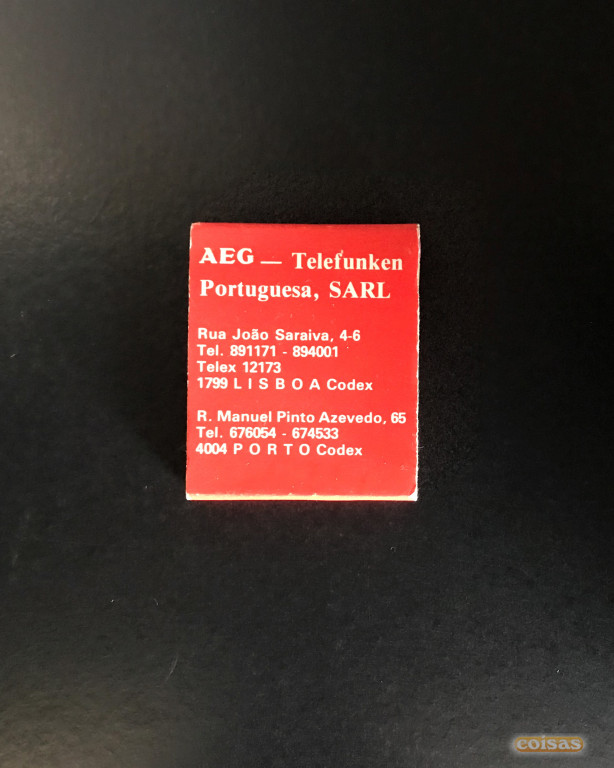 AEG — Telefunken
Portuguesa, SARL
Rua João Saraiva, 4-6
Tel. 891171 - 894001
Telex 12173
1799 L I S B O A Codex
R. Manuel Pinto Azevedo, 65
Tel. 676054 - 674533
4004 P O R T O Codex
coisas